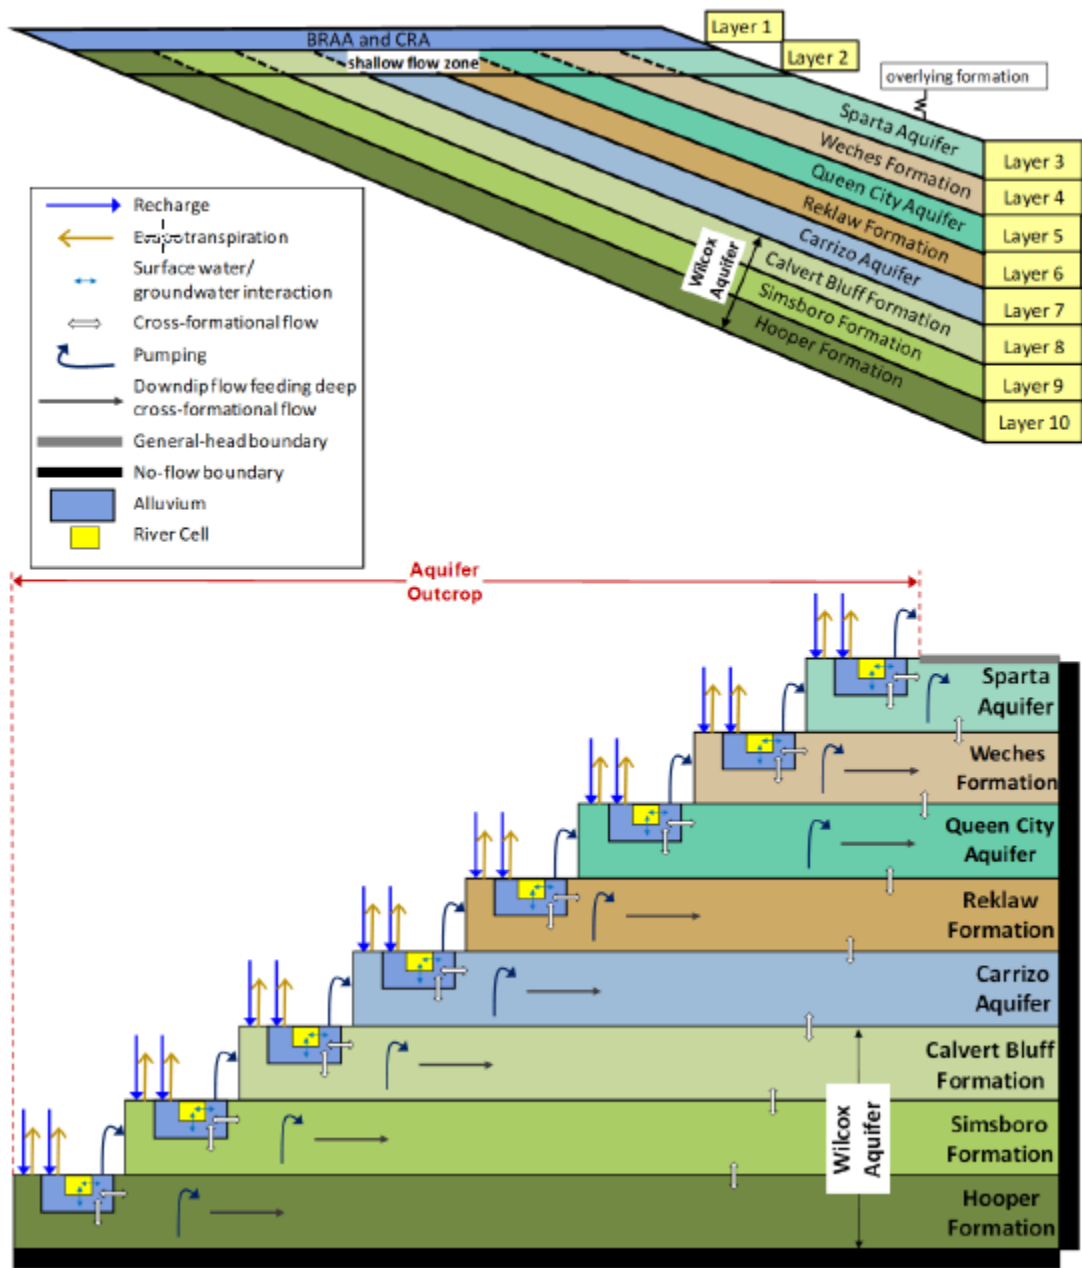 Layer 1
BRAA and CRA
Layer 2
shallow flow zone
overlying formation
Sparta Aquifer
Weches Formation
Queen City Aquifer
Reklaw Formation
Carrizo Aquifer
Calvert Bluff Formation
Simsboro Formation
Hooper Formation
Wilcox
Aquifer
Layer 3
Layer 4
Layer 5
Layer 6
Layer 7
Layer 8
Layer 9
Layer 10
Recharge
Evapotranspiration
Surface water/
groundwater interaction
Cross-formational flow
Pumping
Downdip flow feeding deep
cross-formational flow
General-head boundary
No-flow boundary
Alluvium
River Cell
Aquifer
Outcrop
Sparta
Aquifer
Weches
Formation
Queen City
Aquifer
Reklaw
Formation
Carrizo
Aquifer
Calvert Bluff
Formation
Simsboro
Formation
Hooper
Formation
Wilcox
Aquifer